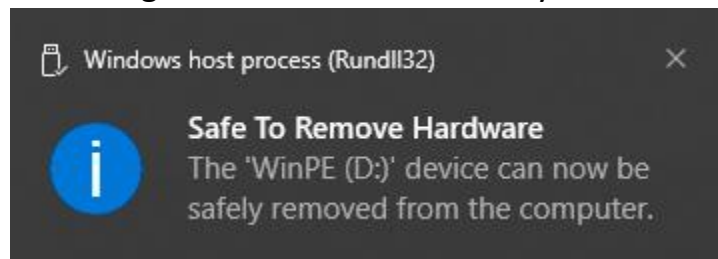 Windows host process (Rundll32)
Safe To Remove Hardware
The 'WinPE (D:)' device can now be
safely removed from the computer.